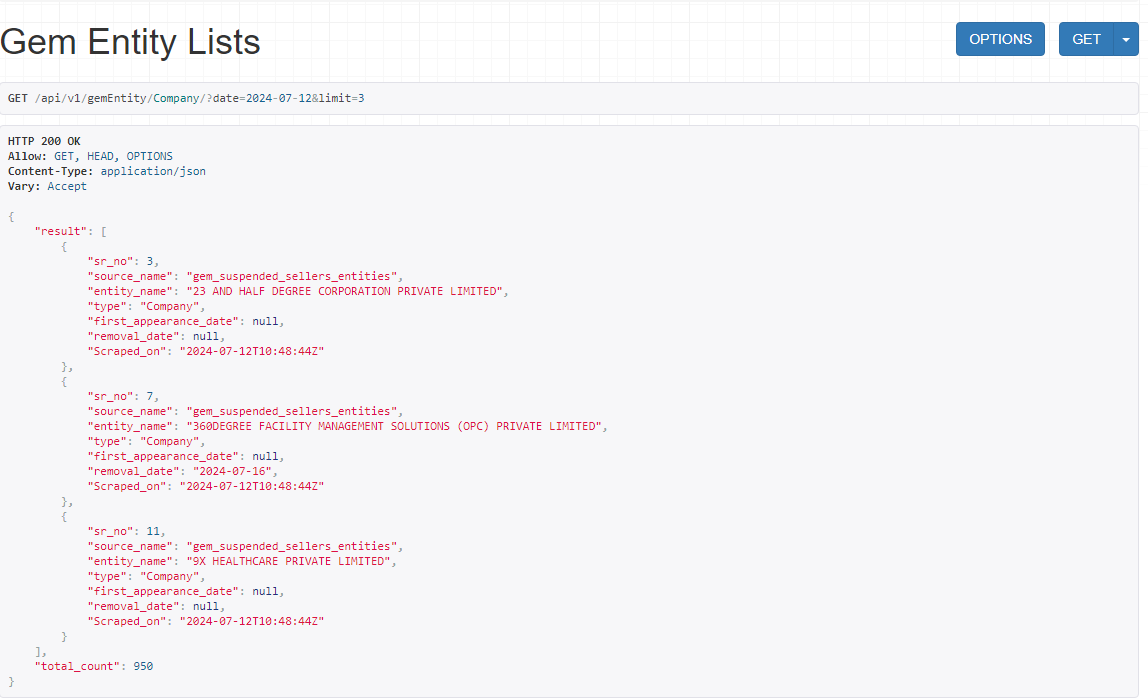 Gem Entity Lists
OPTIONS
GET
GET /api/v1/gemEntity/Company/?date=2024-07-12&limit=3
HTTP 200 OK
Allow: GET, HEAD, OPTIONS
Content-Type: application/json
Vary: Accept
{
    "result": [
        {
            "sr_no": 3,
            "source_name": "gem_suspended_sellers_entities",
            "entity_name": "23 AND HALF DEGREE CORPORATION PRIVATE LIMITED",
            "type": "Company",
            "first_appearance_date": null,
            "removal_date": null,
            "Scraped_on": "2024-07-12T10:48:44Z"
        },
        {
            "sr_no": 7,
            "source_name": "gem_suspended_sellers_entities",
            "entity_name": "360DEGREE FACILITY MANAGEMENT SOLUTIONS (OPC) PRIVATE LIMITED",
            "type": "Company",
            "first_appearance_date": null,
            "removal_date": "2024-07-16",
            "Scraped_on": "2024-07-12T10:48:44Z"
        },
        {
            "sr_no": 11,
            "source_name": "gem_suspended_sellers_entities",
            "entity_name": "9X HEALTHCARE PRIVATE LIMITED",
            "type": "Company",
            "first_appearance_date": null,
            "removal_date": null,
            "Scraped_on": "2024-07-12T10:48:44Z"
        }
    ],
    "total_count": 950
}